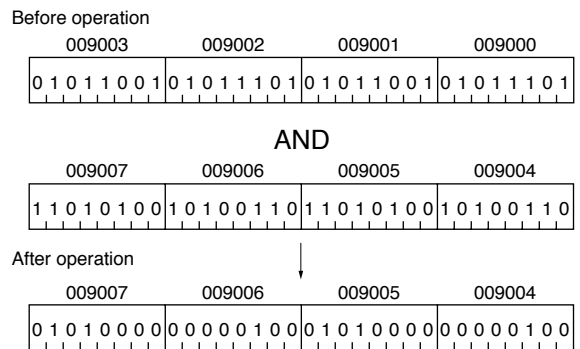 Before operation
009003 009002 009001 009000
0 1 0 1 1 0 0 1 0 1 0 1 1 1 0 1 0 1 0 1 1 0 0 1 0 1 0 1 1 1 0 1
AND
009007 009006 009005 009004
1 1 0 1 0 1 0 0 1 0 1 0 0 1 1 0 1 1 0 1 0 1 0 0 1 0 1 0 0 1 1 0
After operation
009007 009006 009005 009004
0 1 0 1 0 0 0 0 0 0 0 0 0 1 0 0 0 1 0 1 0 0 0 0 0 0 0 0 0 1 0 0